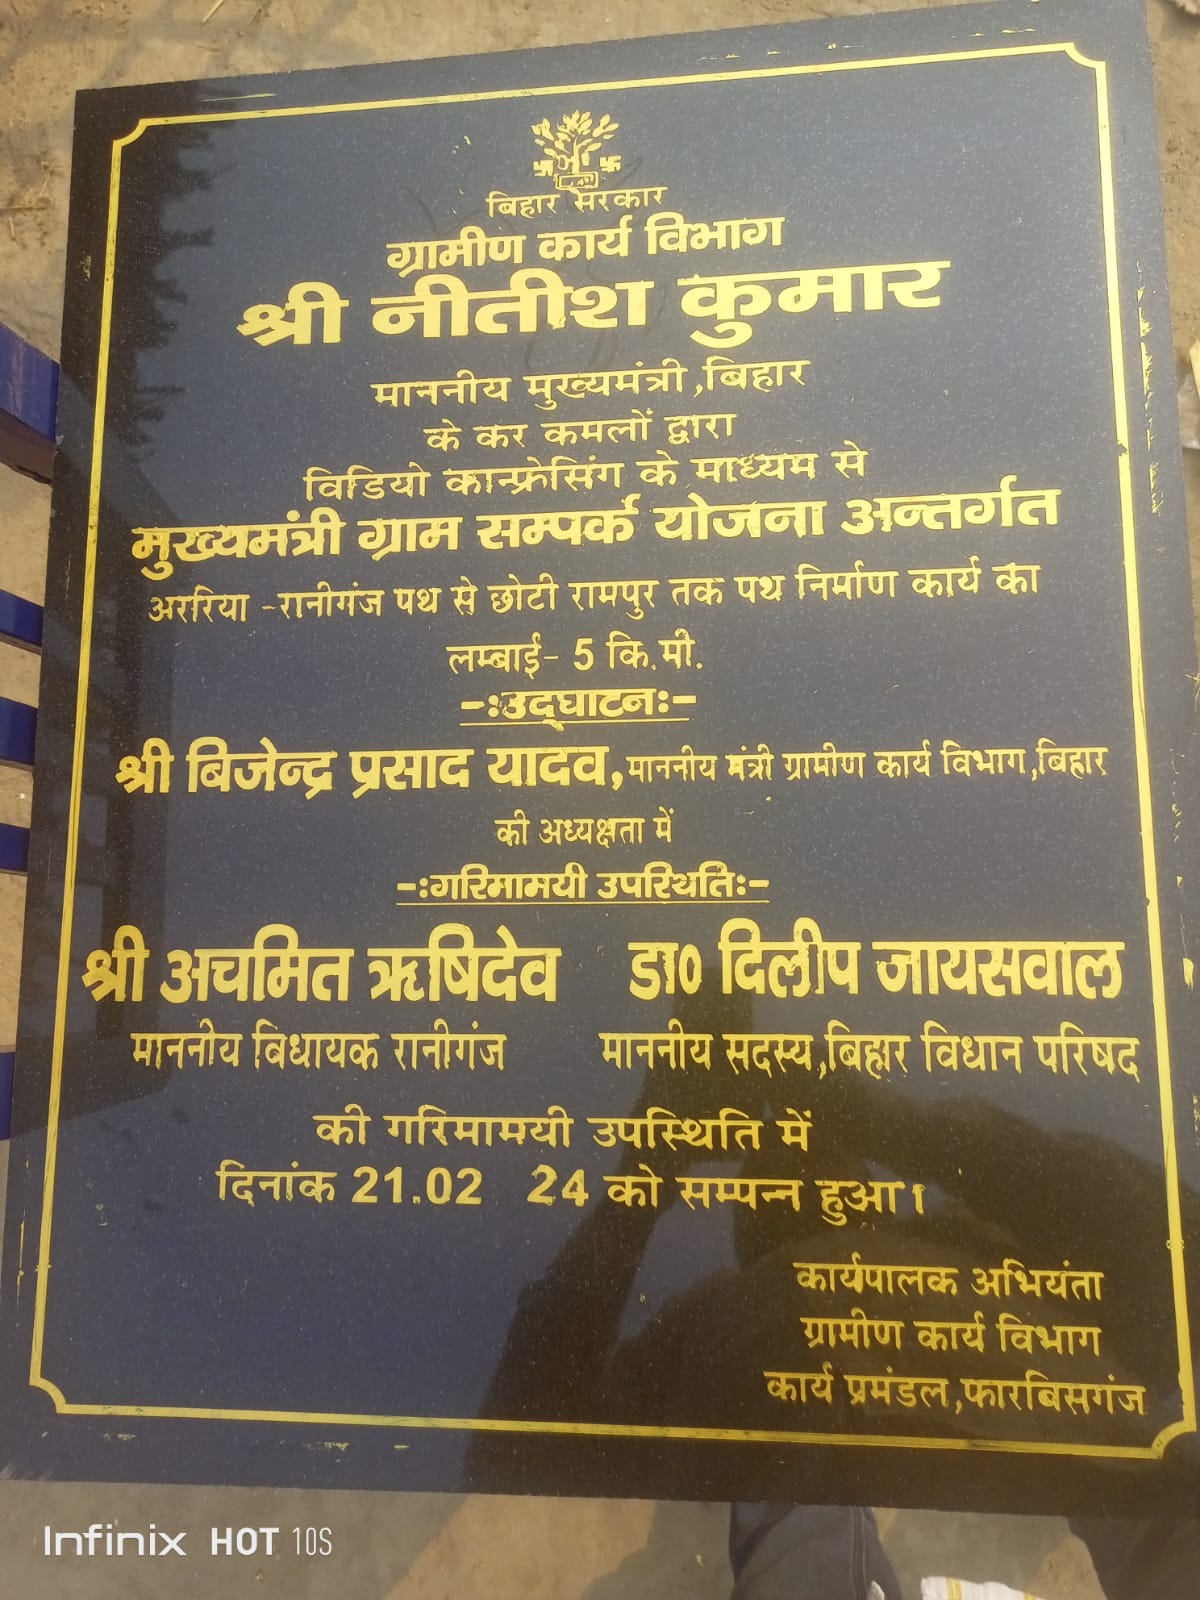 बिहार सरकार
ग्रामीण कार्य विभाग
श्री नीतीश कुमार
माननीय मुख्यमंत्री,बिहार
के कर कमलों द्वारा
विडियो कान्फ्रेसिंग के माध्यम से
मुख्यमंत्री ग्राम सम्पर्क योजना अन्तर्गत
अररिया -रानीगंज पथ से छोटी रामपुर तक पथ निर्माण कार्य का
लम्बाई- 5 कि.मी.
-:उद्घाटन:-
श्री बिजेन्द्र प्रसाद यादव,माननीय मंत्री ग्रामीण कार्य विभाग,बिहार
की अध्यक्षता में
-:गरिमामयी उपस्थिति:-
श्री अचमित ऋषिदेव डा० दिलीप जायसवाल
माननीय विधायक रानीगंज माननीय सदस्य,बिहार विधान परिषद
की गरिमामयी उपस्थिति में
दिनांक 21.02 24 को सम्पन्न हुआ।
कार्यपालक अभियंता
ग्रामीण कार्य विभाग
कार्य प्रमंडल,फारबिसगंज
Infinix HOT 10S